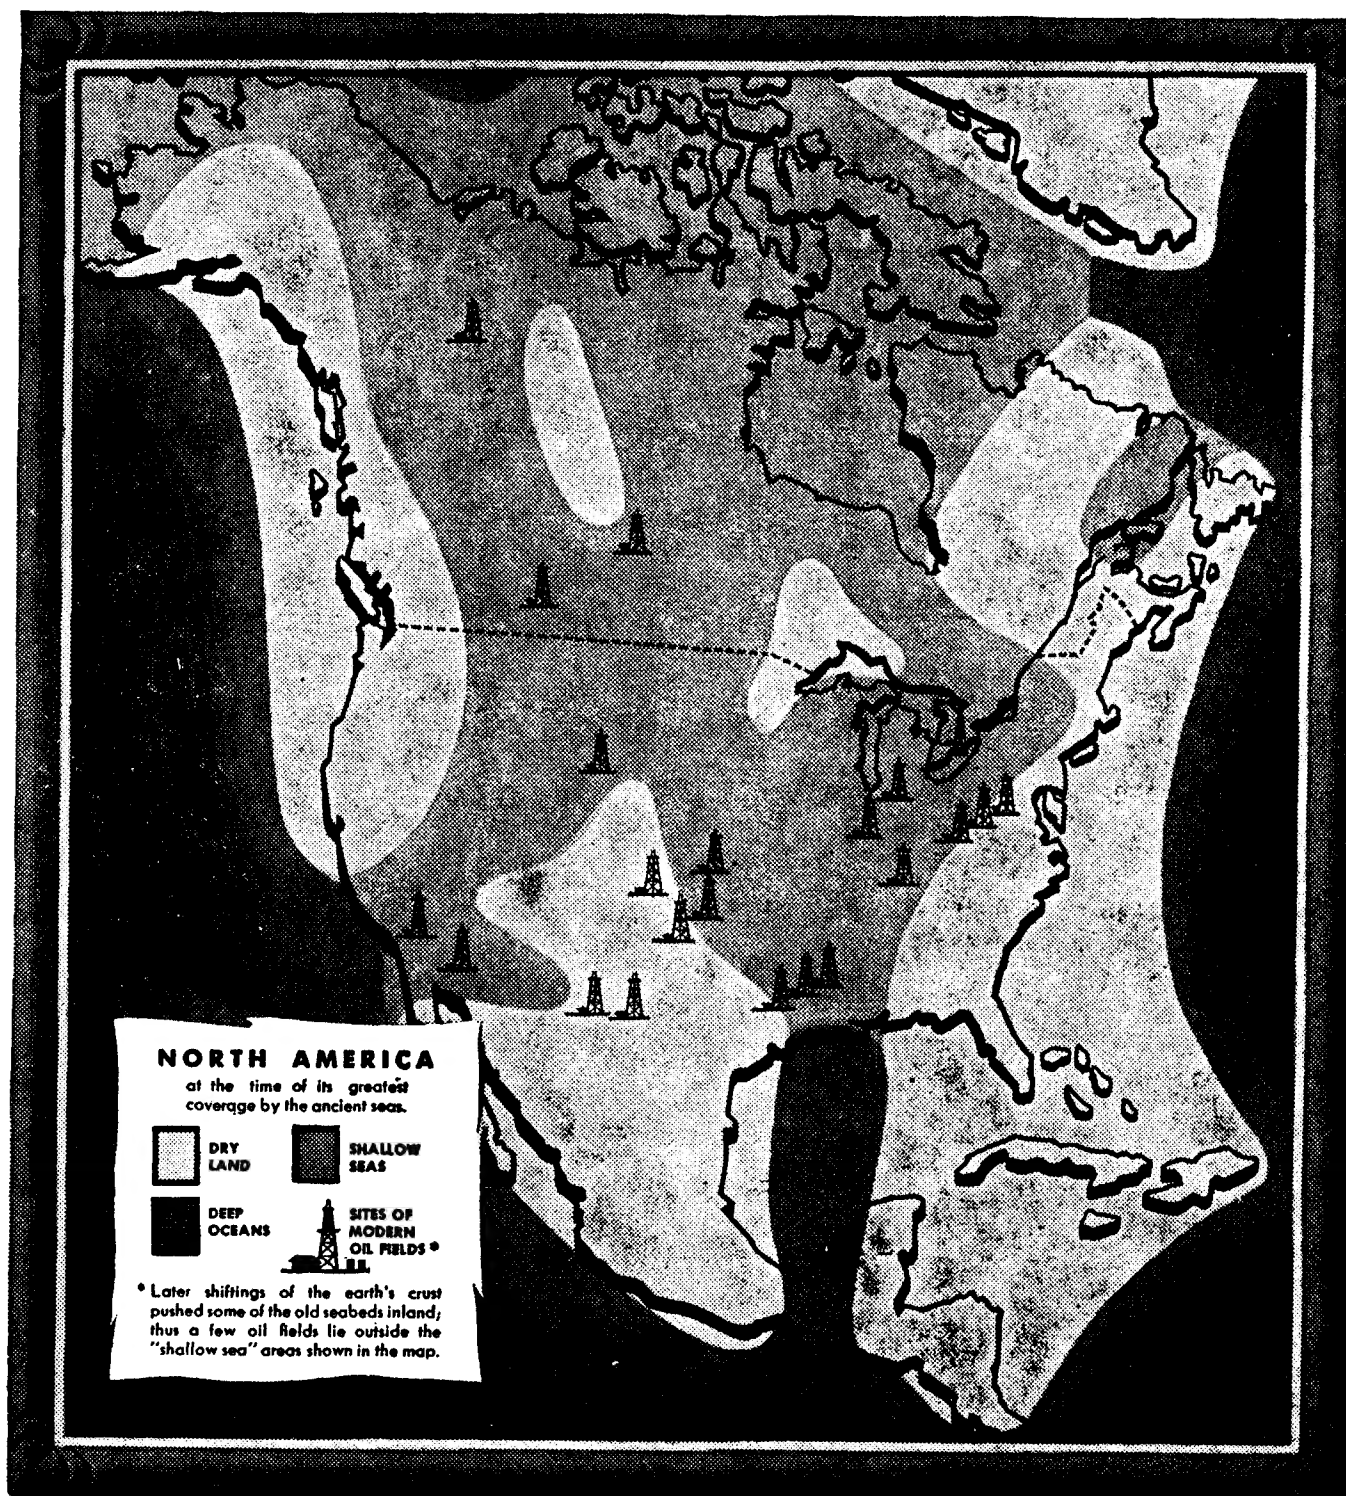 NORTH AMERICA
at the time of its greatest
coverage by the ancient seas.
DRY
LAND
SHALLOW
SEAS
DEEP
OCEANS
SITES OF
MODERN
OIL FIELDS*
* Later shiftings of the earth's crust
pushed some of the old seabeds inland;
thus a few oil fields lie outside the
"shallow sea" areas shown in the map.